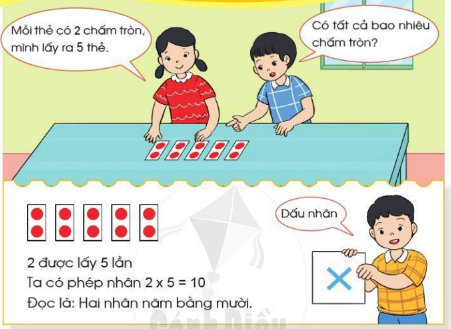 Mỗi thẻ có 2 chấm tròn,
mình lấy ra 5 thẻ.
Có tất cả bao nhiêu
chấm tròn?
Dấu nhân
×
2 được lấy 5 lần
Ta có phép nhân 2 x 5 = 10
Đọc là: Hai nhân năm bằng mười.
Cánh Diều